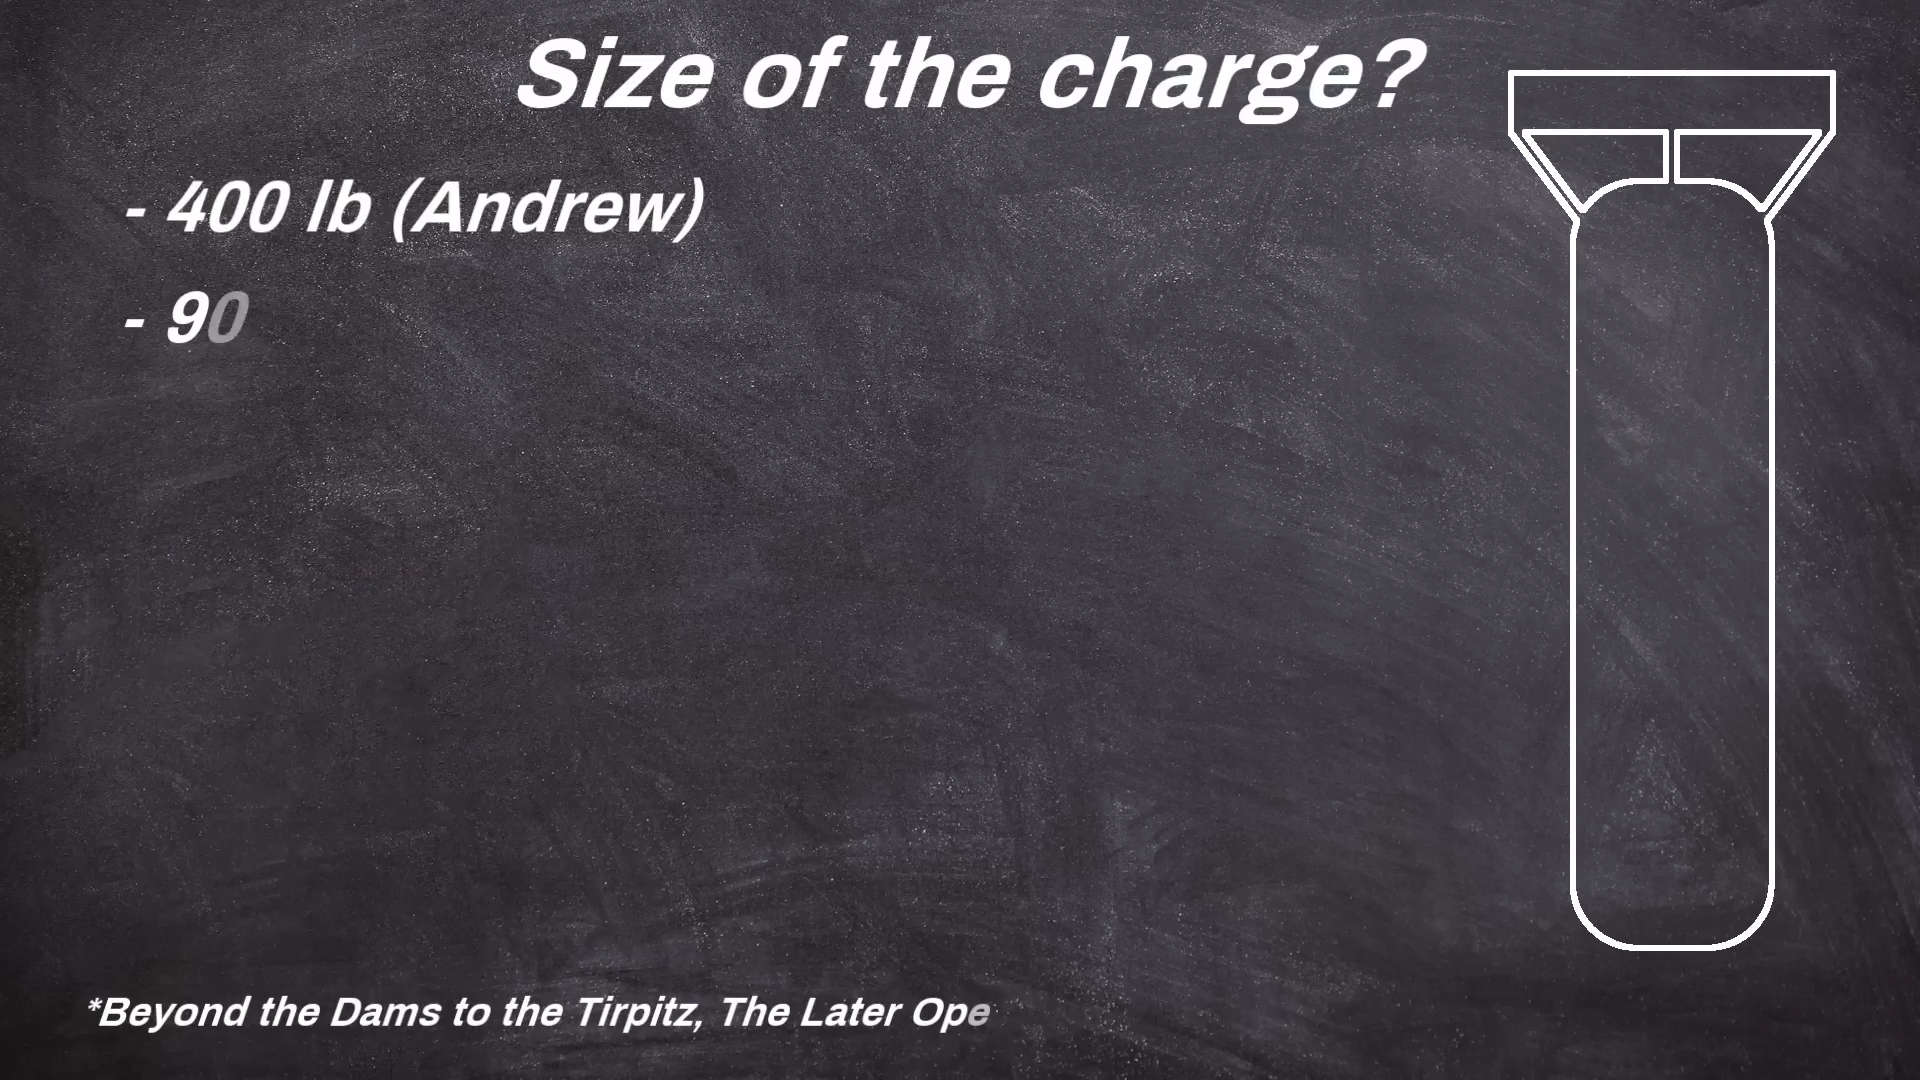 Size of the charge?
- 400 lb (Andrew)
- 90
*Beyond the Dams to the Tirpitz, The Later Ope